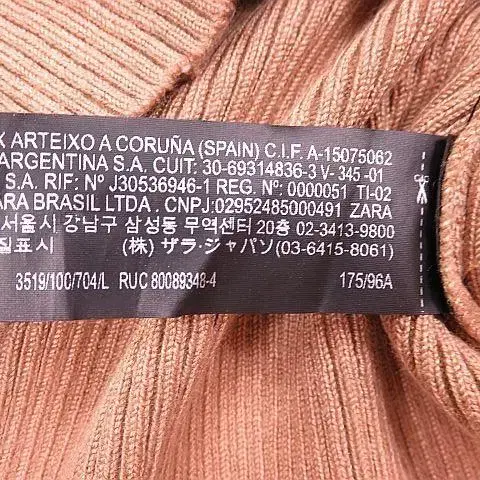 X ARTEIXO A CORUÑA (SPAIN) C.I.F. A-15075062
ARGENTINA S.A. CUIT: 30-69314836-3 V- 345 -01
S.A. RIF: Nº J30536946-1 REG. Nº: 0000051 TI-02
ARA BRASIL LTDA . CNPJ:02952485000491 ZARA
서울시 강남구 삼성동 무역센터 20층 02-3413-9800
질표시 (株) ザラ·ジャパン(03-6415-8061)
3519/100/704/L RUC 80089348-4 175/96A